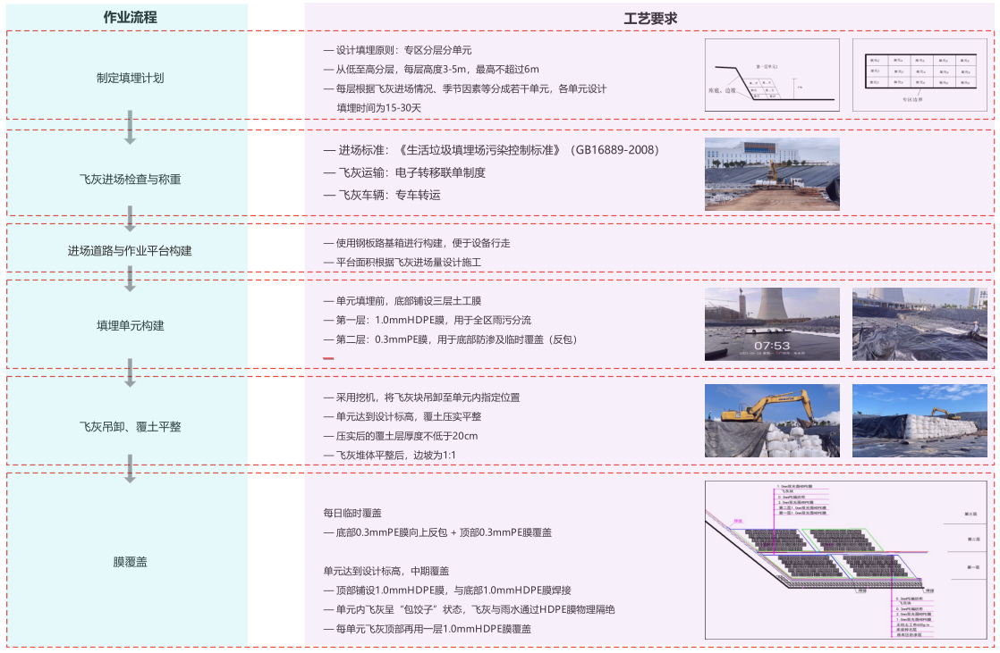 作业流程
工艺要求
制定填埋计划
— 设计填埋原则：专区分层分单元
— 从低至高分层，每层高度3-5m，最高不超过6m
— 每层根据飞灰进场情况、季节因素等分成若干单元，各单元设计
填埋时间为15-30天
第一层单元1
库底、边坡
专区边界
飞灰进场检查与称重
— 进场标准：《生活垃圾填埋场污染控制标准》（GB16889-2008）
— 飞灰运输：电子转移联单制度
— 飞灰车辆：专车转运
进场道路与作业平台构建
— 使用钢板路基箱进行构建，便于设备行走
— 平台面积根据飞灰进场量设计施工
填埋单元构建
— 单元填埋前，底部铺设三层土工膜
— 第一层：1.0mmHDPE膜，用于全区雨污分流
— 第二层：0.3mmPE膜，用于底部防渗及临时覆盖（反包）
07:53
飞灰吊卸、覆土平整
— 采用挖机，将飞灰块吊卸至单元内指定位置
— 单元达到设计标高，覆土压实平整
— 压实后的覆土层厚度不低于20cm
— 飞灰堆体平整后，边坡为1:1
膜覆盖
每日临时覆盖
— 底部0.3mmPE膜向上反包 + 顶部0.3mmPE膜覆盖
单元达到设计标高，中期覆盖
— 顶部铺设1.0mmHDPE膜，与底部1.0mmHDPE膜焊接
— 单元内飞灰呈“包饺子”状态，飞灰与雨水通过HDPE膜物理隔绝
— 每单元飞灰顶部再用一层1.0mmHDPE膜覆盖
飞灰块
第三层
第二层
第一层
焊接
焊接
焊接
飞灰块